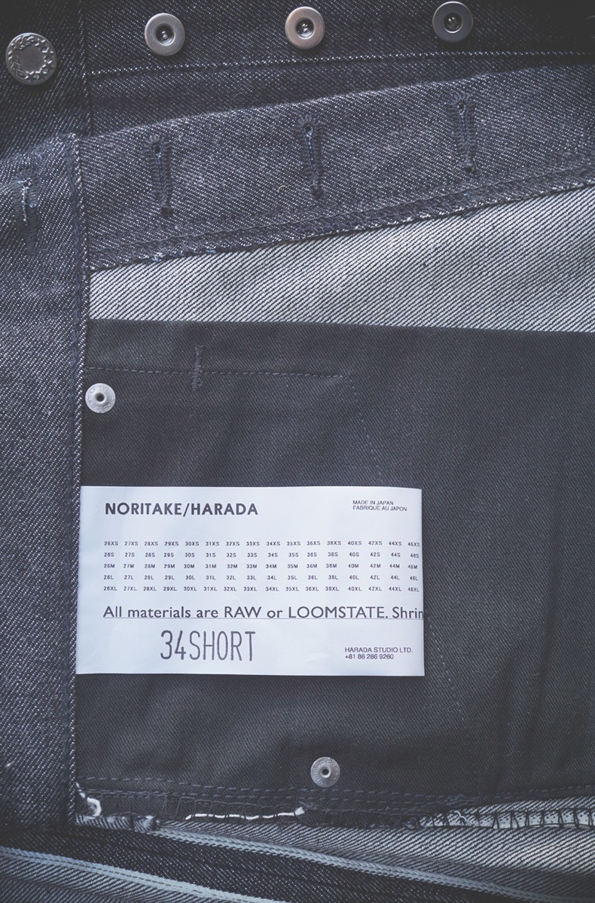 NORITAKE/HARADA
MADE IN JAPAN
FABRIQUE AU JAPON
26XS 27XS 28XS 29XS 30XS 31XS 32XS 33XS 34XS 35XS 36XS 38XS 40XS 42XS 44XS 46XS
26S 27S 28S 29S 30S 31S 32S 33S 34S 35S 36S 38S 40S 42S 44S 46S
26M 27M 28M 29M 30M 31M 32M 33M 34M 35M 36M 38M 40M 42M 44M 46M
26L 27L 28L 29L 30L 31L 32L 33L 34L 35L 36L 38L 40L 42L 44L 46L
26XL 27XL 28XL 29XL 30XL 31XL 32XL 33XL 34XL 35XL 36XL 38XL 40XL 42XL 44XL 46XL
All materials are RAW or LOOMSTATE. Shrin
34SHORT
HARADA STUDIO LTD.
+81 86 286 9260